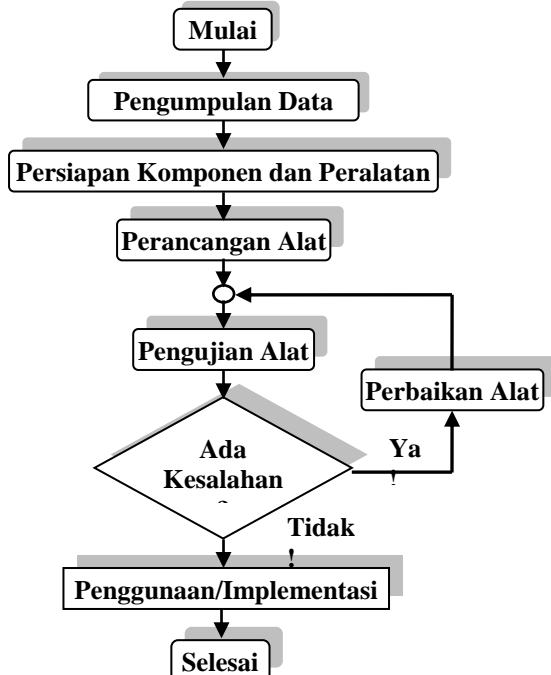 Mulai
Pengumpulan Data
Persiapan Komponen dan Peralatan
Perancangan Alat
Pengujian Alat
Perbaikan Alat
Ada
Kesalahan
Ya
!
Tidak
!
Penggunaan/Implementasi
Selesai